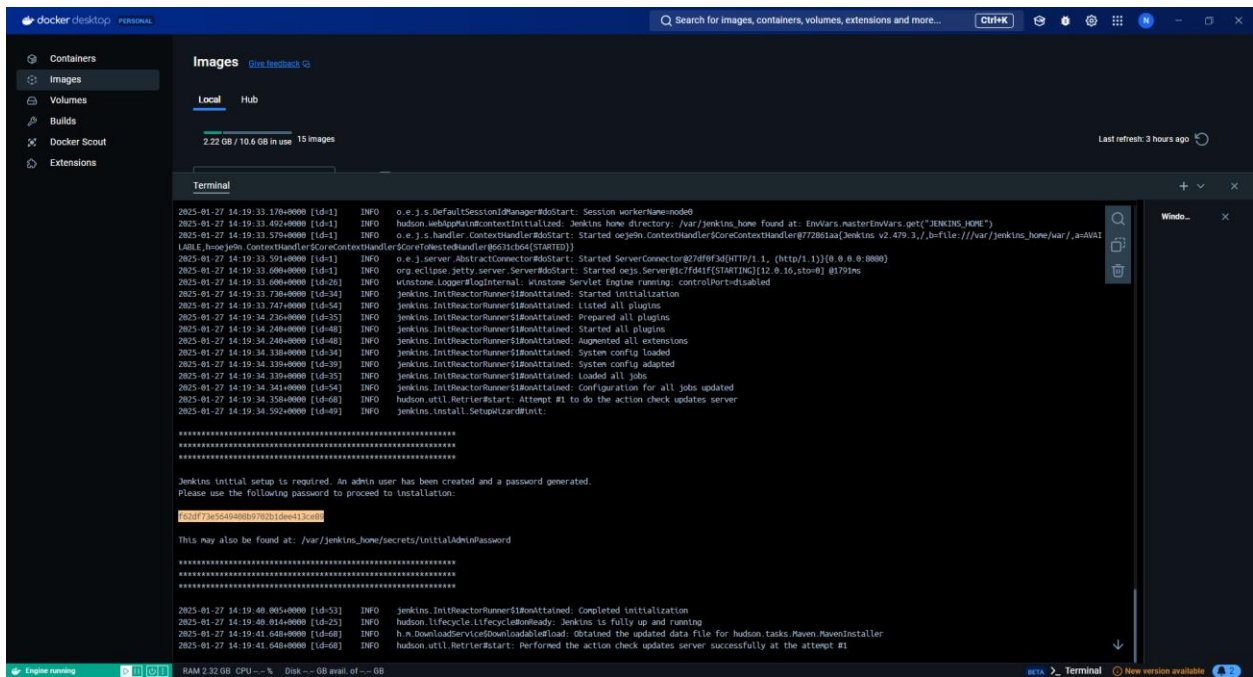 docker desktop PERSONAL
Search for images, containers, volumes, extensions and more... Ctrl+K
N
Containers
Images
Volumes
Builds
Docker Scout
Extensions
Images Give feedback
Local Hub
2.22 GB / 10.6 GB in use 15 images
Last refresh: 3 hours ago
Terminal
Windo...
2025-01-27 14:19:33.170+0000 [id=1] INFO o.e.j.s.DefaultSessionIdManager#doStart: Session workerName=node0
2025-01-27 14:19:33.492+0000 [id=1] INFO hudson.WebAppMain#contextInitialized: Jenkins home directory: /var/jenkins_home found at: EnvVars.masterEnvVars.get("JENKINS_HOME")
2025-01-27 14:19:33.579+0000 [id=1] INFO o.e.j.s.handler.ContextHandler#doStart: Started oeje9n.ContextHandler$CoreContextHandler@772861aa{Jenkins v2.479.3,/,b=file:///var/jenkins_home/war/,a=AVAI
LABLE,h=oeje9n.ContextHandler$CoreContextHandler$CoreToNestedHandler@6631cb64{STARTED}}
2025-01-27 14:19:33.591+0000 [id=1] INFO o.e.j.server.AbstractConnector#doStart: Started ServerConnector@27df0f3d{HTTP/1.1, (http/1.1)}{0.0.0.0:8080}
2025-01-27 14:19:33.600+0000 [id=1] INFO org.eclipse.jetty.server.Server#doStart: Started oejs.Server@1c7fd41f{STARTING}[12.0.16,sto=0] @1791ms
2025-01-27 14:19:33.600+0000 [id=26] INFO winstone.Logger#logInternal: Winstone Servlet Engine running: controlPort=disabled
2025-01-27 14:19:33.730+0000 [id=34] INFO jenkins.InitReactorRunner$1#onAttained: Started initialization
2025-01-27 14:19:33.747+0000 [id=54] INFO jenkins.InitReactorRunner$1#onAttained: Listed all plugins
2025-01-27 14:19:34.236+0000 [id=35] INFO jenkins.InitReactorRunner$1#onAttained: Prepared all plugins
2025-01-27 14:19:34.240+0000 [id=48] INFO jenkins.InitReactorRunner$1#onAttained: Started all plugins
2025-01-27 14:19:34.240+0000 [id=48] INFO jenkins.InitReactorRunner$1#onAttained: Augmented all extensions
2025-01-27 14:19:34.338+0000 [id=34] INFO jenkins.InitReactorRunner$1#onAttained: System config loaded
2025-01-27 14:19:34.339+0000 [id=39] INFO jenkins.InitReactorRunner$1#onAttained: System config adapted
2025-01-27 14:19:34.339+0000 [id=35] INFO jenkins.InitReactorRunner$1#onAttained: Loaded all jobs
2025-01-27 14:19:34.341+0000 [id=54] INFO jenkins.InitReactorRunner$1#onAttained: Configuration for all jobs updated
2025-01-27 14:19:34.358+0000 [id=68] INFO hudson.util.Retrier#start: Attempt #1 to do the action check updates server
2025-01-27 14:19:34.592+0000 [id=49] INFO jenkins.install.SetupWizard#init:
*************************************************************
*************************************************************
*************************************************************
Jenkins initial setup is required. An admin user has been created and a password generated.
Please use the following password to proceed to installation:
f62df73e5649408b9702b1dee413ce89
This may also be found at: /var/jenkins_home/secrets/initialAdminPassword
*************************************************************
*************************************************************
*************************************************************
2025-01-27 14:19:40.005+0000 [id=53] INFO jenkins.InitReactorRunner$1#onAttained: Completed initialization
2025-01-27 14:19:40.014+0000 [id=25] INFO hudson.lifecycle.Lifecycle#onReady: Jenkins is fully up and running
2025-01-27 14:19:41.648+0000 [id=68] INFO h.m.DownloadService$Downloadable#load: Obtained the updated data file for hudson.tasks.Maven.MavenInstaller
2025-01-27 14:19:41.648+0000 [id=68] INFO hudson.util.Retrier#start: Performed the action check updates server successfully at the attempt #1
Engine running RAM 2.32 GB CPU --.-- % Disk --.-- GB avail. of --.-- GB BETA >_ Terminal New version available 2